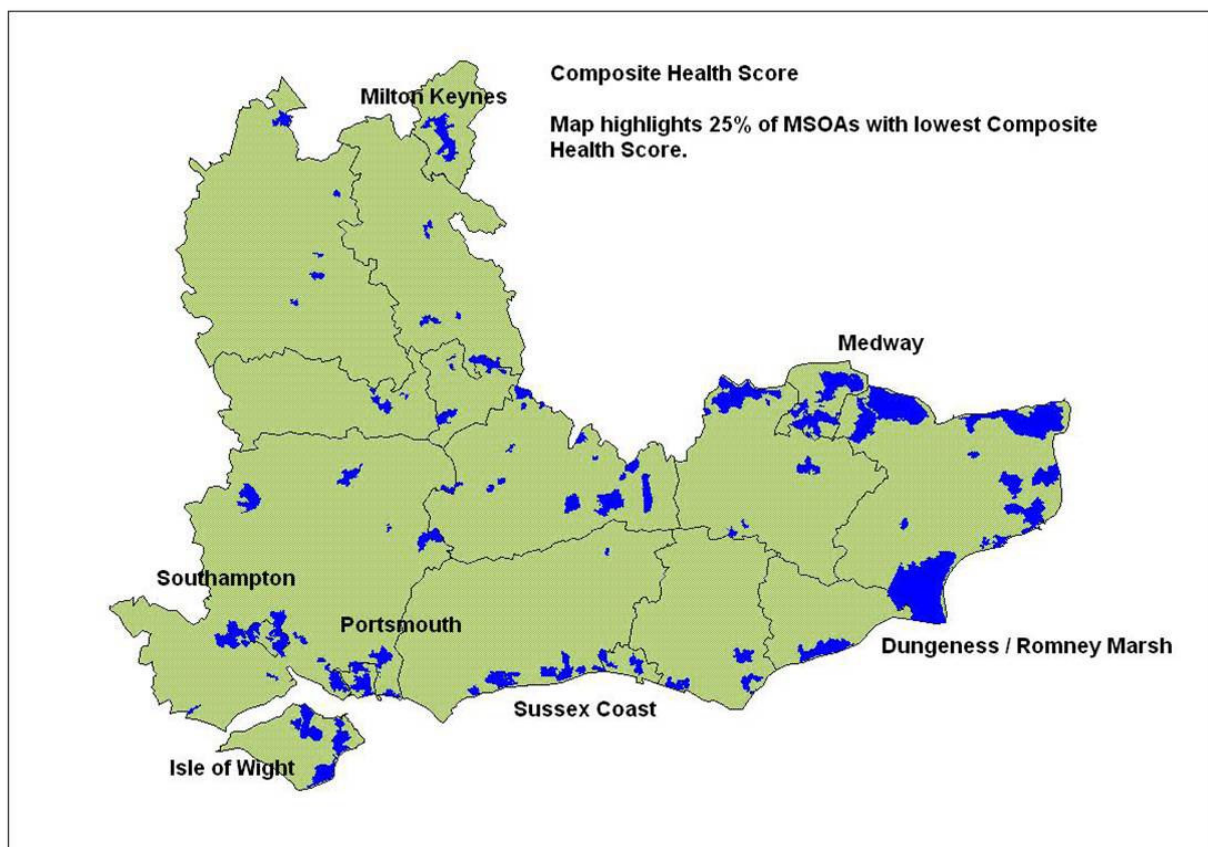 Composite Health Score
Milton Keynes
Map highlights 25% of MSOAs with lowest Composite
Health Score.
Medway
Southampton
Portsmouth
Dungeness / Romney Marsh
Sussex Coast
Isle of Wight